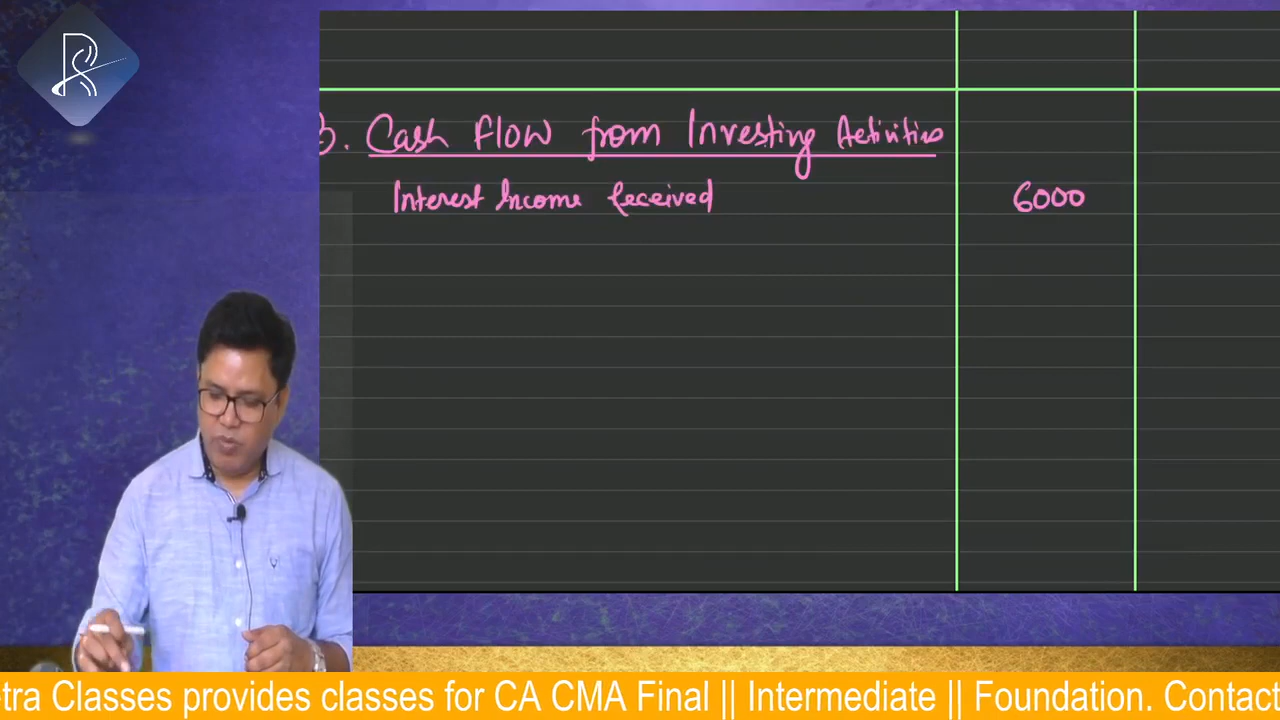 B. Cash Flow from Investing Activities
Interest Income Received 6000
etra Classes provides classes for CA CMA Final || Intermediate || Foundation. Contact